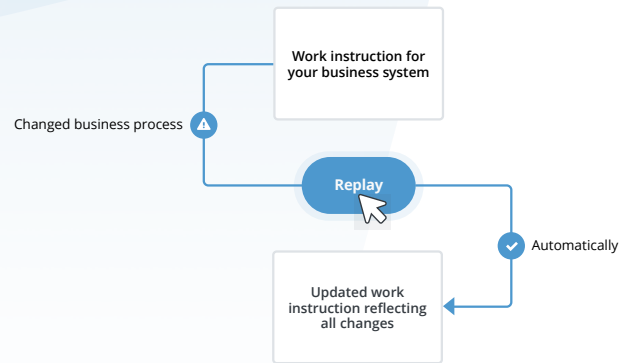 Work instruction for
your business system
Changed business process
Replay
Automatically
Updated work
instruction reflecting
all changes